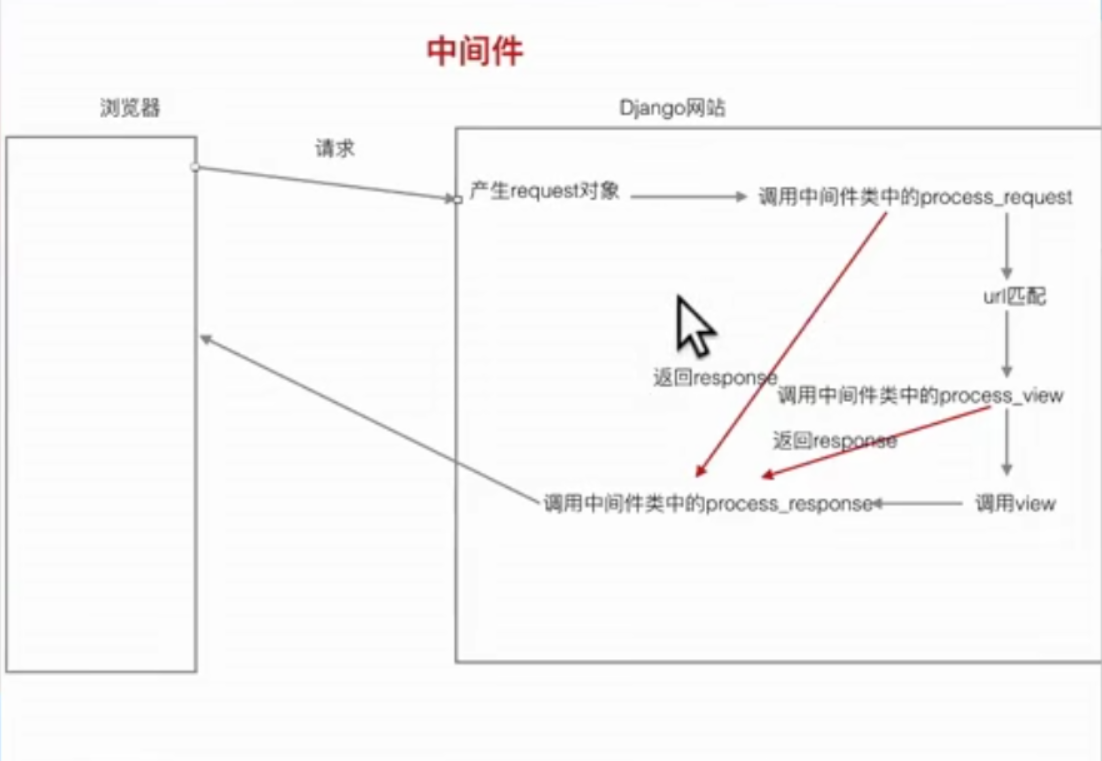 中间件
浏览器
Django网站
请求
产生request对象
调用中间件类中的process_request
url匹配
返回response
调用中间件类中的process_view
返回response
调用中间件类中的process_response
调用view